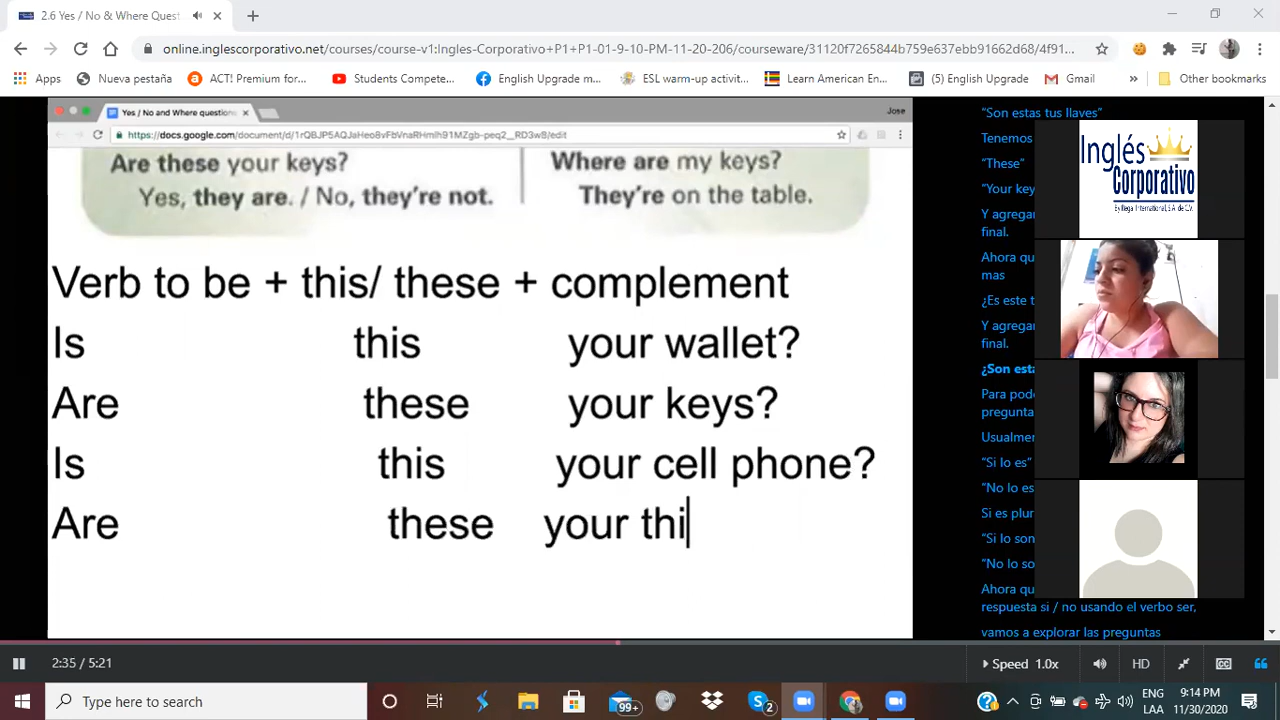 2.6 Yes / No & Where Quest
online.inglescorporativo.net/courses/course-v1:Ingles-Corporativo+P1+P1-01-9-10-PM-11-20-206/courseware/31120f7265844b759e637ebb91662d68/4f91...
Apps
Nueva pestaña
ACT! Premium for...
Students Compete...
English Upgrade m...
ESL warm-up activit...
Learn American En...
(5) English Upgrade
Gmail
»
Other bookmarks
Yes / No and Where questions
Jose
https://docs.google.com/document/d/1rQBJP5AQJaHeo8vFbVnaRHmlh91MZgb-peq2__RD3w8/edit
Are these your keys?
Yes, they are. / No, they're not.
Where are my keys?
They're on the table.
Verb to be + this/ these + complement
Is this your wallet?
Are these your keys?
Is this your cell phone?
Are these your thi
"Son estas tus llaves"
Tenemos
"These"
"Your key
Y agregar
final.
Ahora qu
mas
¿Es este t
Y agregar
final.
¿Son esta
Para pode
pregunta
Usualmen
"Si lo es"
"No lo es
Si es plur
"Si lo son
"No lo so
Ahora qu
respuesta si / no usando el verbo ser,
vamos a explorar las preguntas
Inglés
Corporativo
By Rega International, S.A. de C.V.
2:35 / 5:21
Speed 1.0x
HD
Type here to search
99+
2
ENG
LAA
9:14 PM
11/30/2020